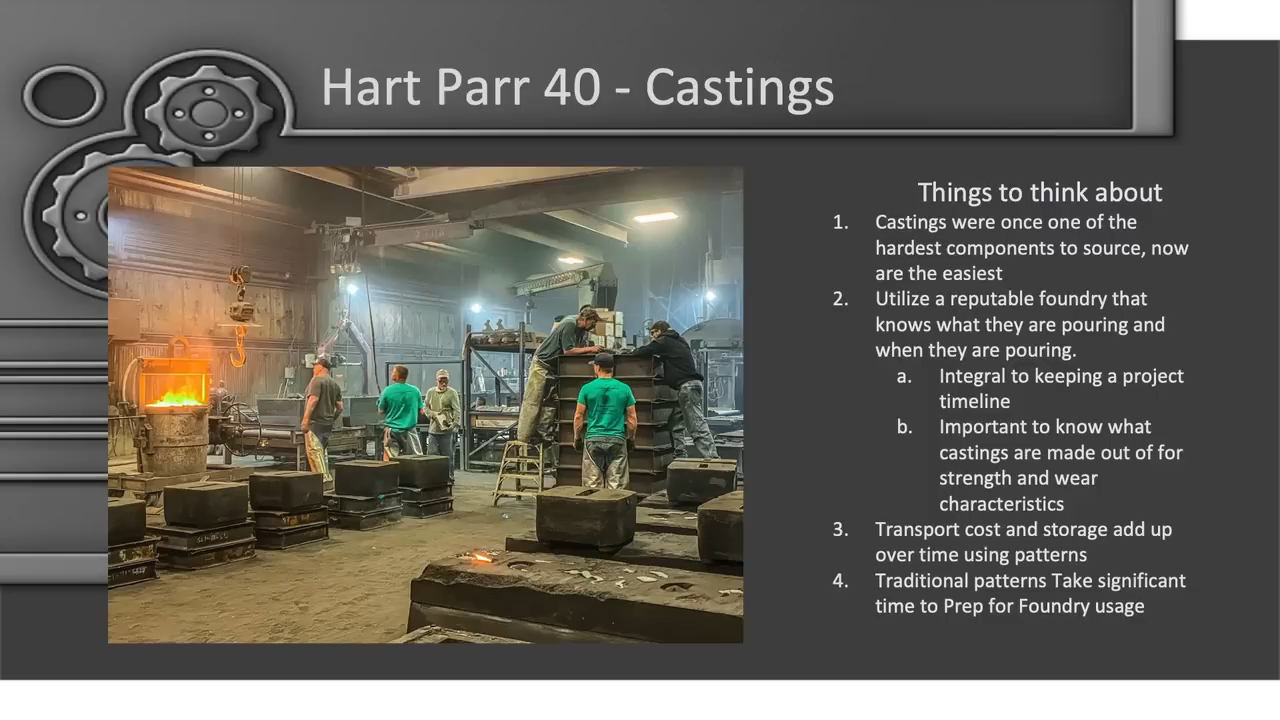 Hart Parr 40 - Castings
Things to think about
1. Castings were once one of the
hardest components to source, now
are the easiest
2. Utilize a reputable foundry that
knows what they are pouring and
when they are pouring.
a. Integral to keeping a project
timeline
b. Important to know what
castings are made out of for
strength and wear
characteristics
3. Transport cost and storage add up
over time using patterns
4. Traditional patterns Take significant
time to Prep for Foundry usage